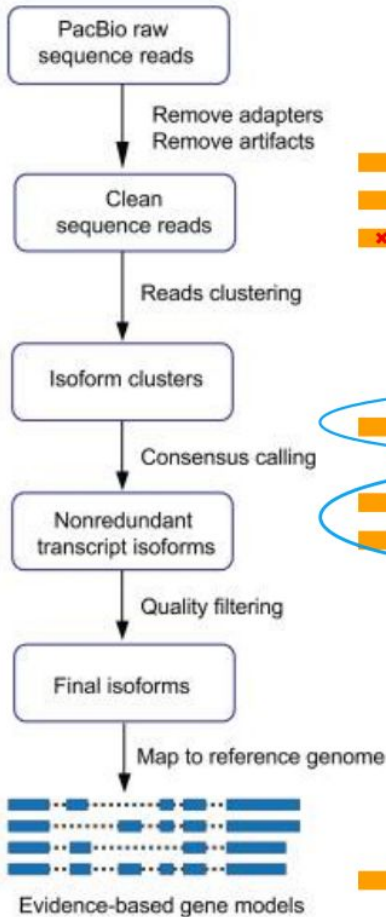 PacBio raw
sequence reads
Remove adapters
Remove artifacts
Clean
sequence reads
Reads clustering
Isoform clusters
Consensus calling
Nonredundant
transcript isoforms
Quality filtering
Final isoforms
Map to reference genome
Evidence-based gene models